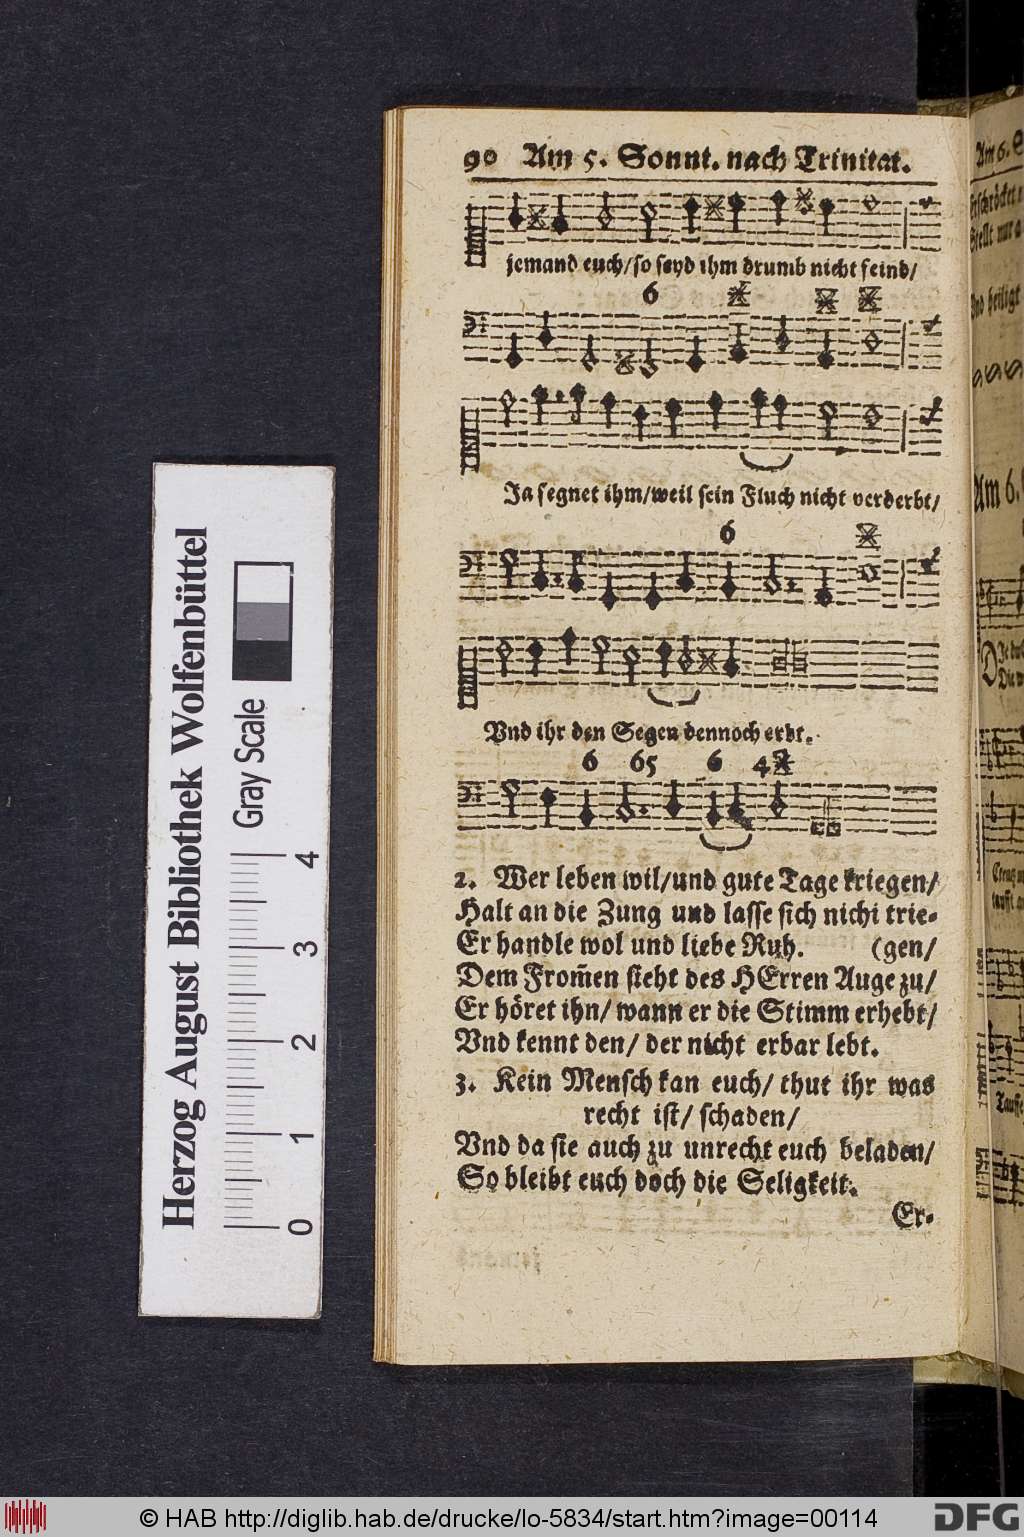 90 Am 5. Sonnt. nach Trinitat.
jemand euch/so seyd ihm drumb nicht feind/
6
Ja segnet ihm/weil sein Fluch nicht verderbt/
6
Vnd ihr den Segen dennoch erbt.
6 65 6 4
2. Wer leben wil/und gute Tage kriegen/
Halt an die Zung und lasse sich nicht trie-
Er handle wol und liebe Ruh. (gen/
Dem From̃en sieht des HErren Auge zu/
Er höret ihn/ wann er die Stimm erhebt/
Vnd kennt den/ der nicht erbar lebt.
3. Kein Mensch kan euch/ thut ihr was
recht ist/ schaden/
Vnd da sie auch zu unrecht euch beladen/
So bleibt euch doch die Seligkeit.
Er-
Am 6. S
Am 6.
Herzog August Bibliothek Wolfenbüttel
Gray Scale
0 1 2 3 4
© HAB http://diglib.hab.de/drucke/lo-5834/start.htm?image=00114
DFG